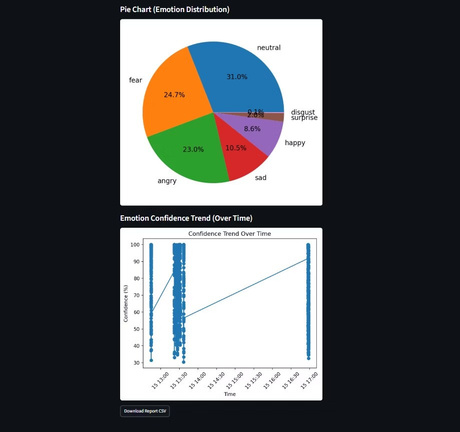 Pie Chart (Emotion Distribution)
neutral
31.0%
fear
24.7%
0.1%
disgust
2.0%
surprise
8.6%
happy
23.0%
10.5%
angry
sad
Emotion Confidence Trend (Over Time)
Confidence Trend Over Time
100
90
80
70
60
50
40
30
Confidence (%)
15 13:00
15 13:30
15 14:00
15 14:30
15 15:00
15 15:30
15 16:00
15 16:30
15 17:00
Time
Download Report CSV